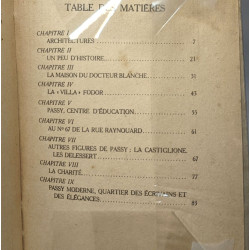 TABLE DES MATIÈRES
CHAPITRE I
ARCHITECTURES 7
CHAPITRE II
UN PEU D'HISTOIRE 21
CHAPITRE III
LA MAISON DU DOCTEUR BLANCHE 31
CHAPITRE IV
LA « VILLA » FODOR 45
CHAPITRE V
PASSY, CENTRE D'ÉDUCATION 55
CHAPITRE VI
AU Nº 67 DE LA RUE RAYNOUARD 61
CHAPITRE VII
AUTRES FIGURES DE PASSY : LA CASTIGLIONE,
LES DELESSERT 67
CHAPITRE VIII
LA CHARITÉ 77
CHAPITRE IX
PASSY MODERNE, QUARTIER DES ÉCRIVAINS ET
DES ÉLÉGANCES 83